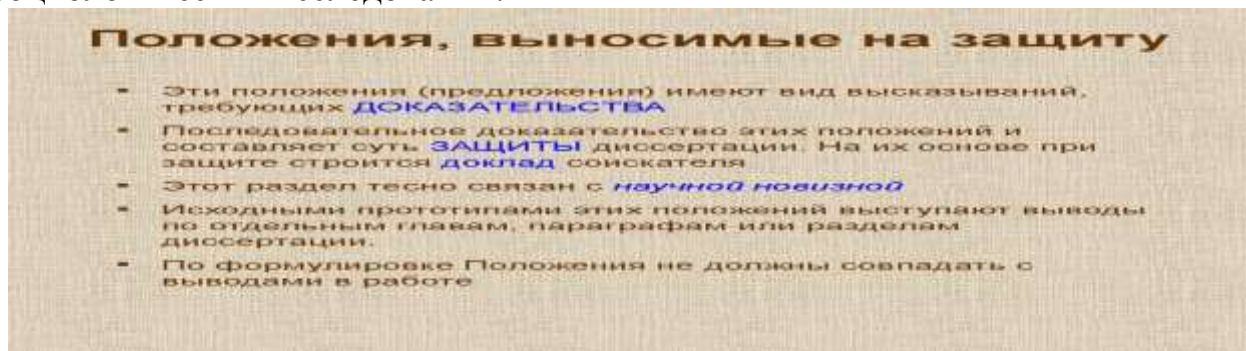 Положения, выносимые на защиту
- Эти положения (предложения) имеют вид высказываний,
требующих ДОКАЗАТЕЛЬСТВА
- Последовательное доказательство этих положений и
составляет суть ЗАЩИТЫ диссертации. На их основе при
защите строится доклад соискателя
- Этот раздел тесно связан с научной новизной
- Исходными прототипами этих положений выступают выводы
по отдельным главам, параграфам или разделам
диссертации.
- По формулировке Положения не должны совпадать с
выводами в работе